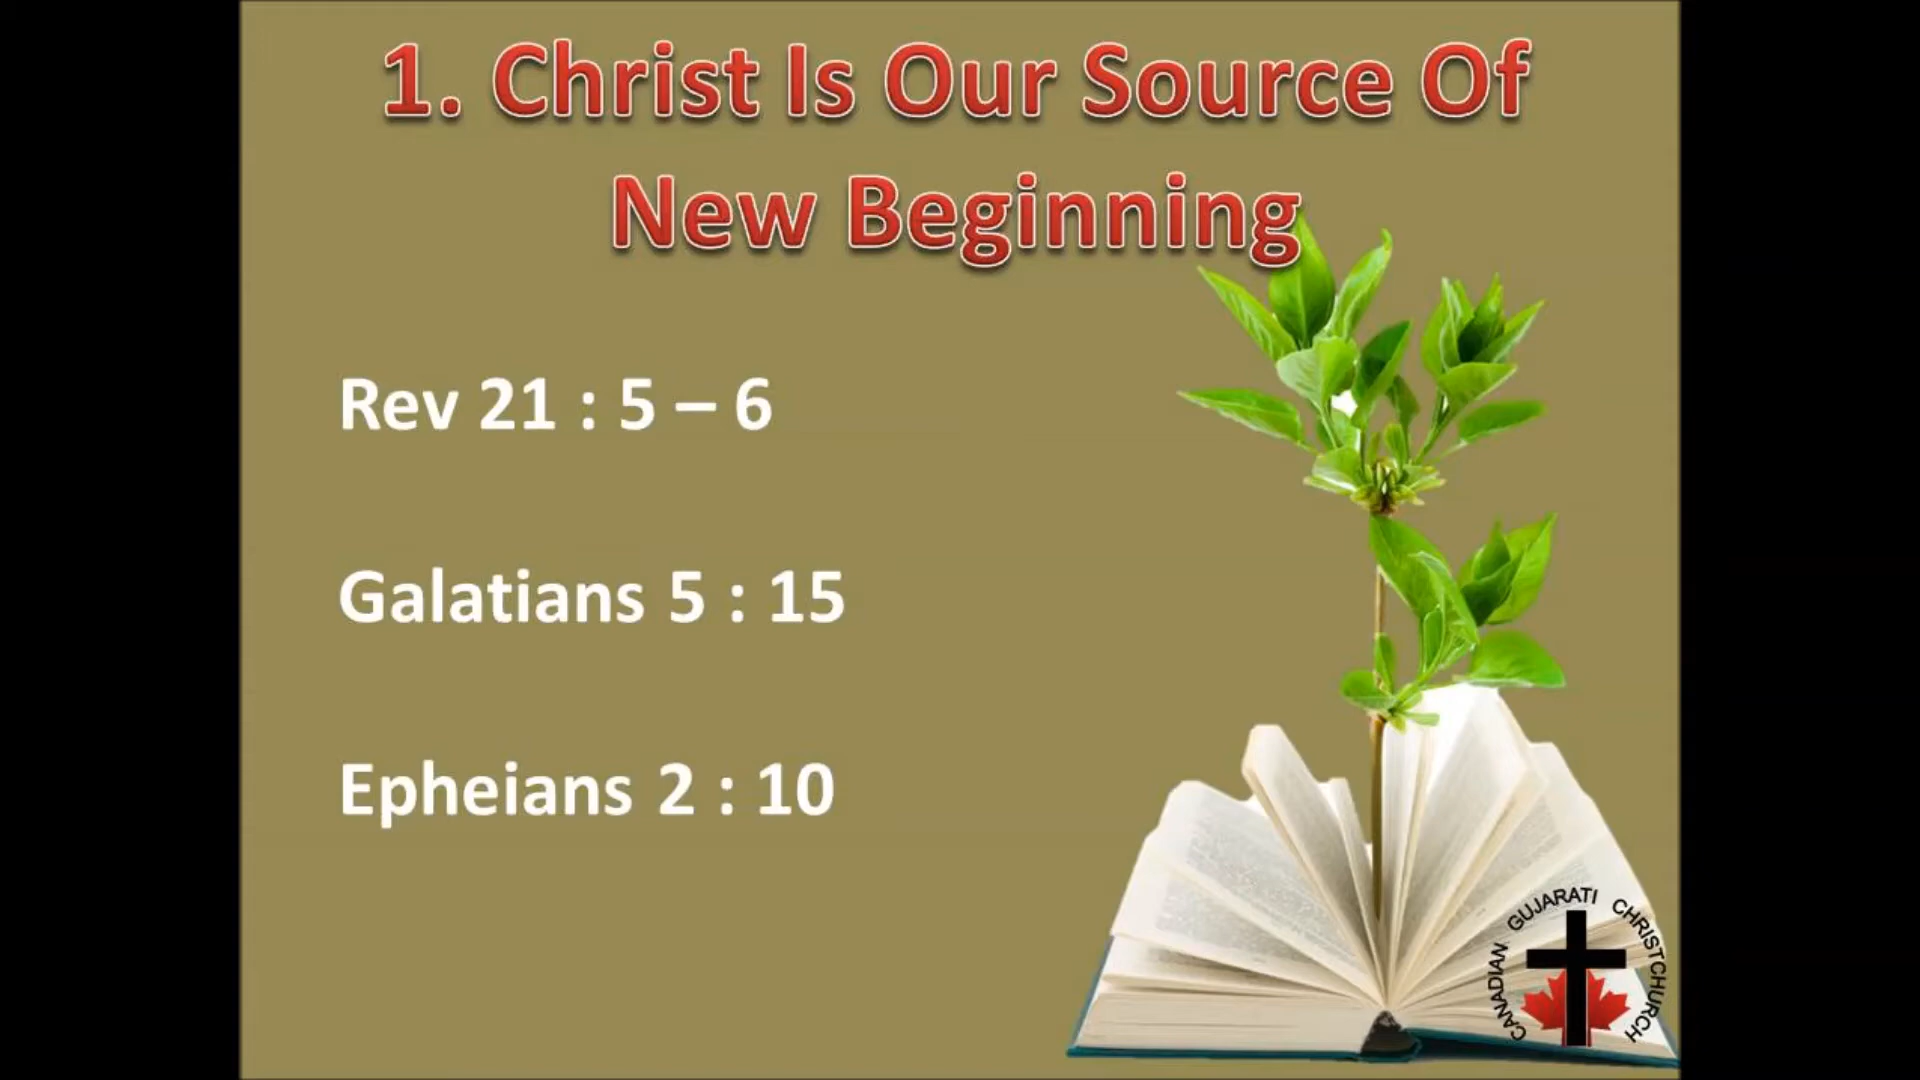 1. Christ Is Our Source Of
New Beginning
Rev 21 : 5 – 6
Galatians 5 : 15
Epheians 2 : 10
CANADIAN GUJARATI CHRISTCHURCH